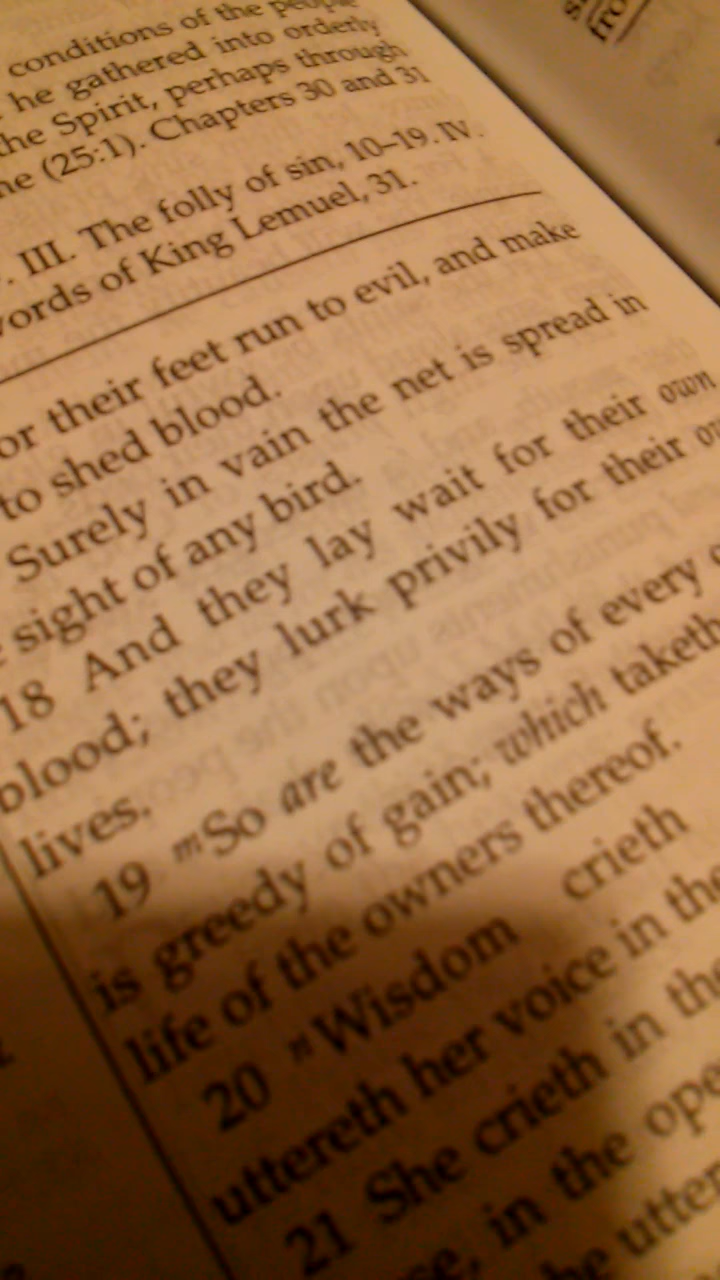 conditions of the people
he gathered into orderly
the Spirit, perhaps through
(25:1). Chapters 30 and 31
III. The folly of sin, 10–19. IV.
words of King Lemuel, 31.
or their feet run to evil, and make
to shed blood.
Surely in vain the net is spread in
sight of any bird.
18 And they lay wait for their own
blood; they lurk privily for their
lives.
19 mSo are the ways of every
is greedy of gain; which taketh
life of the owners thereof.
20 nWisdom crieth
uttereth her voice in the
21 She crieth in the
in the